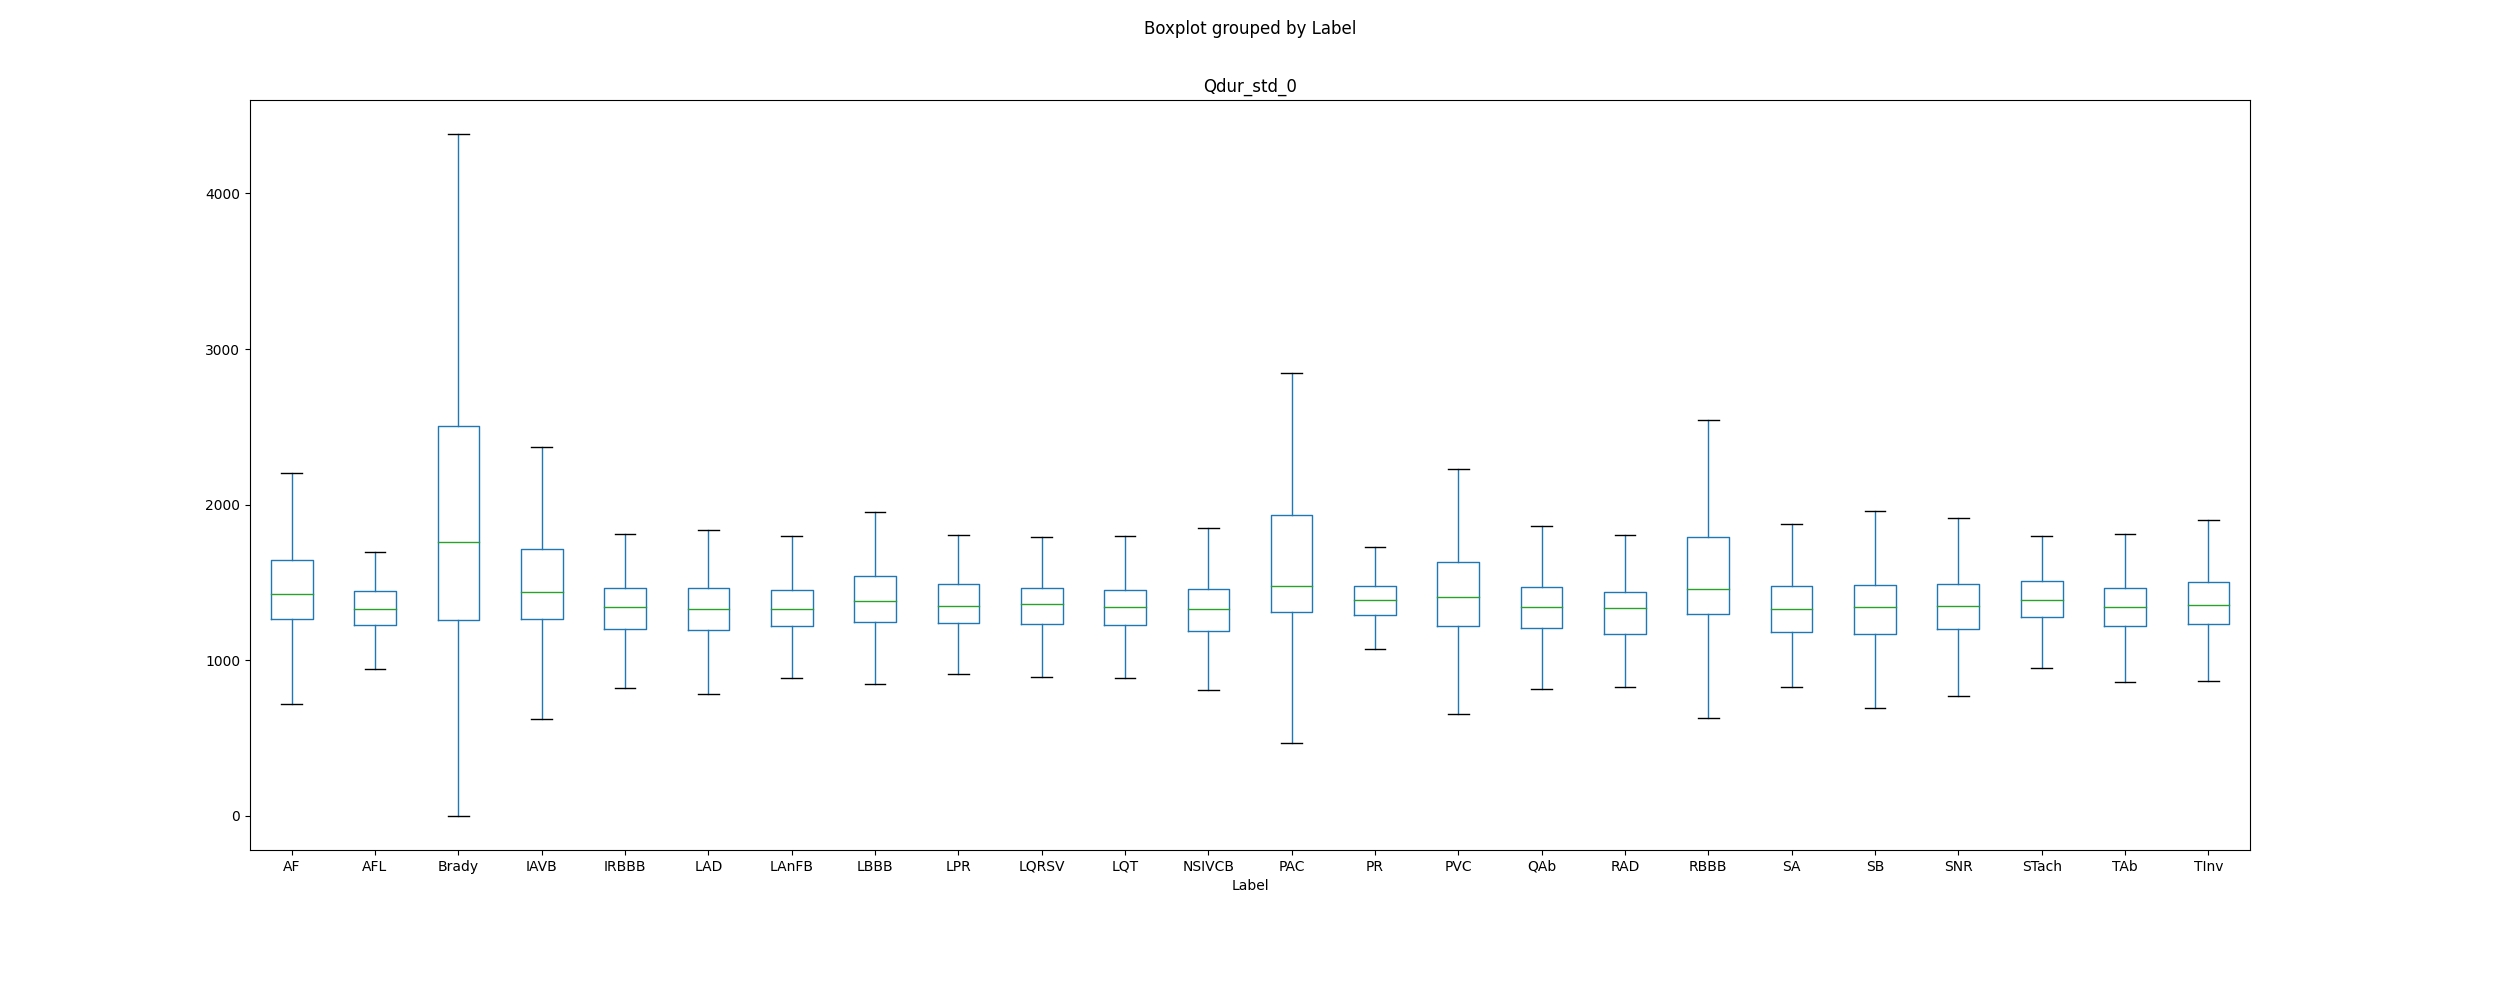 Boxplot grouped by Label
Qdur_std_0
4000
3000
2000
1000
0
AF AFL Brady IAVB IRBBB LAD LAnFB LBBB LPR LQRSV LQT NSIVCB PAC PR PVC QAb RAD RBBB SA SB SNR STach TAb TInv
Label